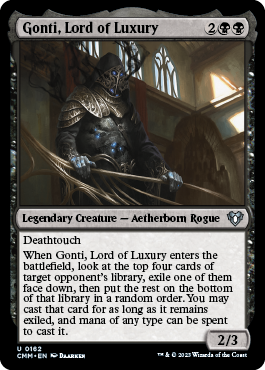 Gonti, Lord of Luxury 2
Legendary Creature — Aetherborn Rogue
Deathtouch
When Gonti, Lord of Luxury enters the
battlefield, look at the top four cards of
target opponent's library, exile one of them
face down, then put the rest on the bottom
of that library in a random order. You may
cast that card for as long as it remains
exiled, and mana of any type can be spent
to cast it.
2/3
U 0162
CMM • EN DAARKEN
™ & © 2023 Wizards of the Coast